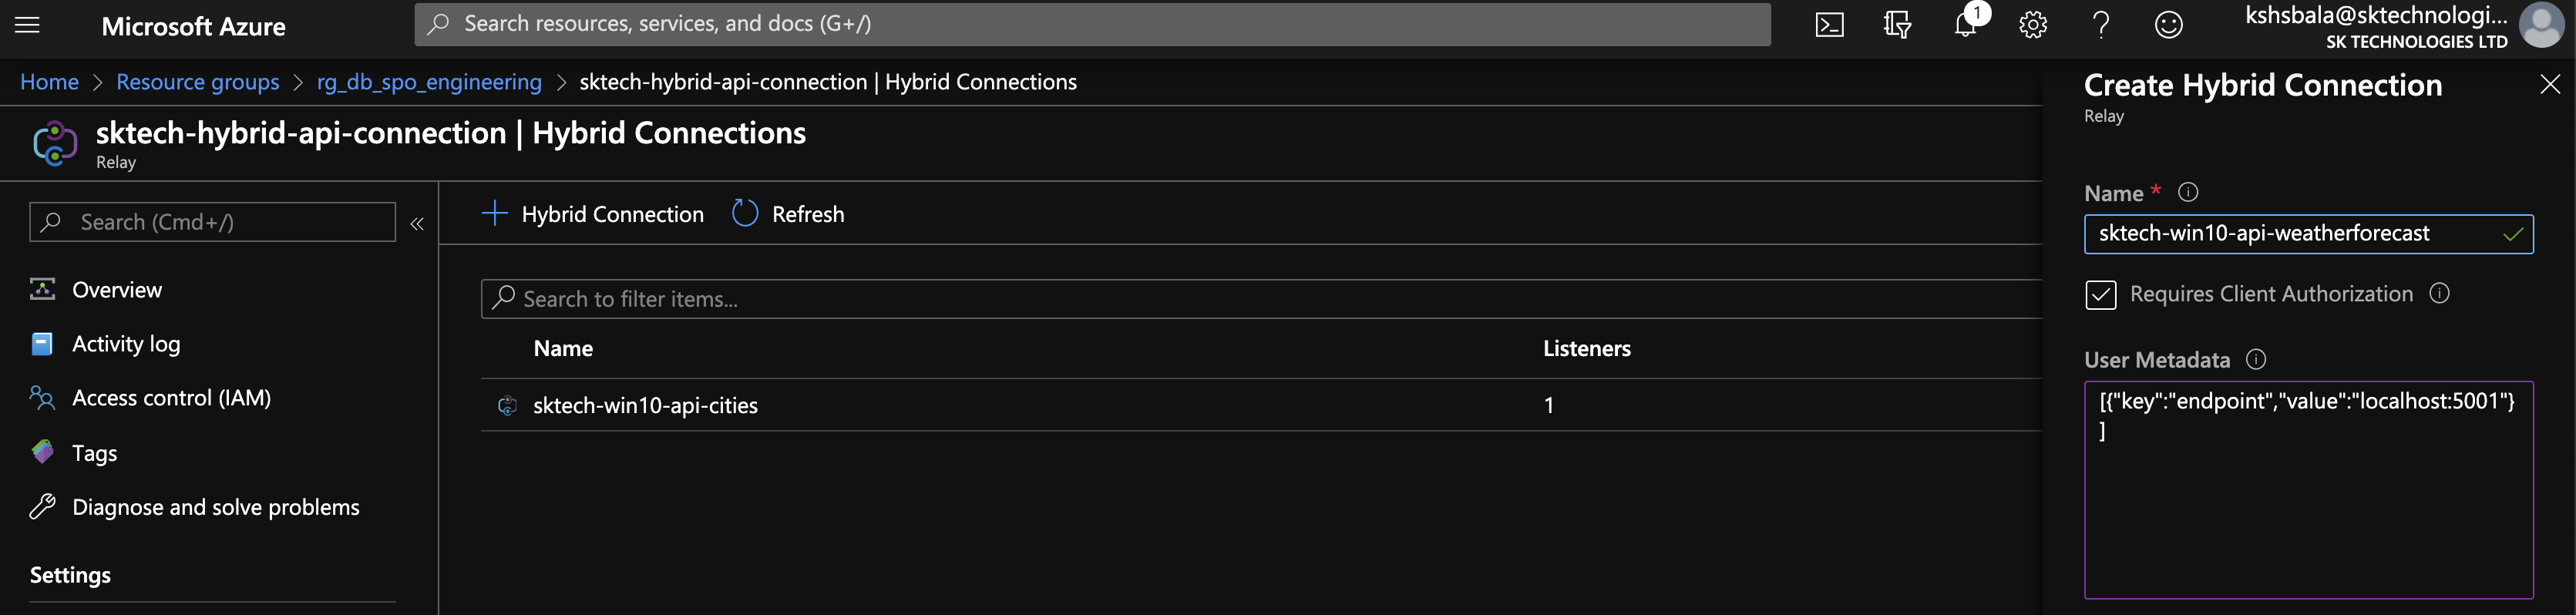 Microsoft Azure
Search resources, services, and docs (G+/)
1
kshsbala@sktechnologi...
SK TECHNOLOGIES LTD
Home > Resource groups > rg_db_spo_engineering > sktech-hybrid-api-connection | Hybrid Connections
sktech-hybrid-api-connection | Hybrid Connections
Relay
Search (Cmd+/)
«
Overview
Activity log
Access control (IAM)
Tags
Diagnose and solve problems
Settings
+ Hybrid Connection
Refresh
Search to filter items...
Name Listeners
sktech-win10-api-cities 1
Create Hybrid Connection
Relay
Name *
sktech-win10-api-weatherforecast
Requires Client Authorization
User Metadata
[{"key":"endpoint","value":"localhost:5001"}
]